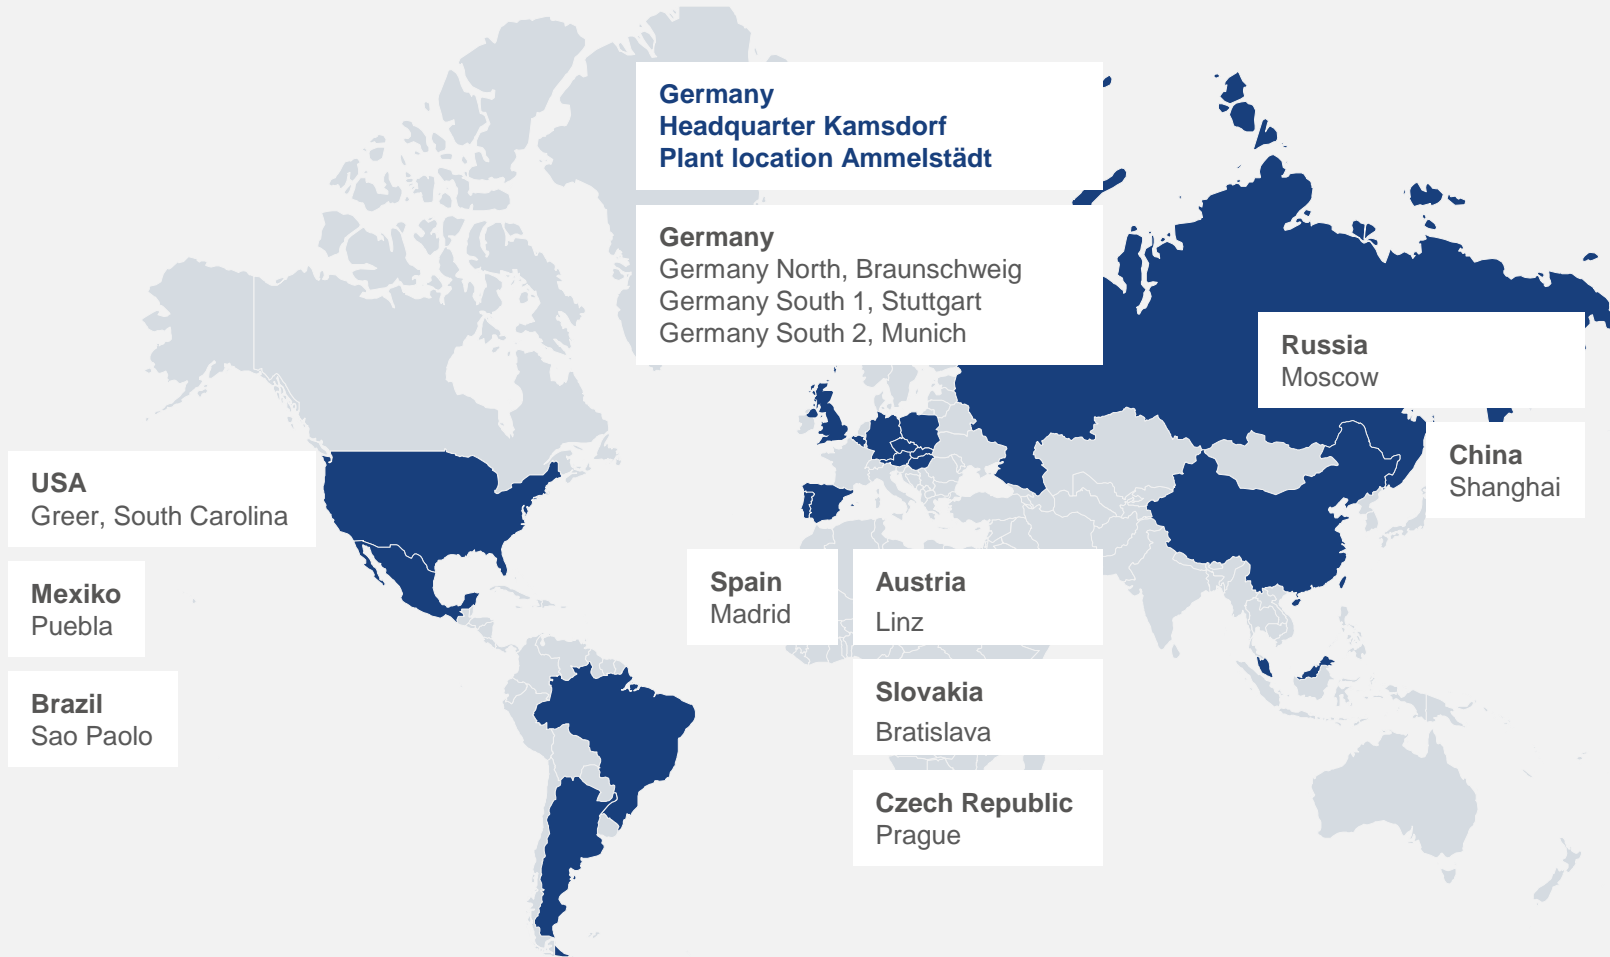 Germany
Headquarter Kamsdorf
Plant location Ammelstädt
Germany
Germany North, Braunschweig
Germany South 1, Stuttgart
Germany South 2, Munich
Russia
Moscow
China
Shanghai
USA
Greer, South Carolina
Mexiko
Puebla
Brazil
Sao Paolo
Spain
Madrid
Austria
Linz
Slovakia
Bratislava
Czech Republic
Prague